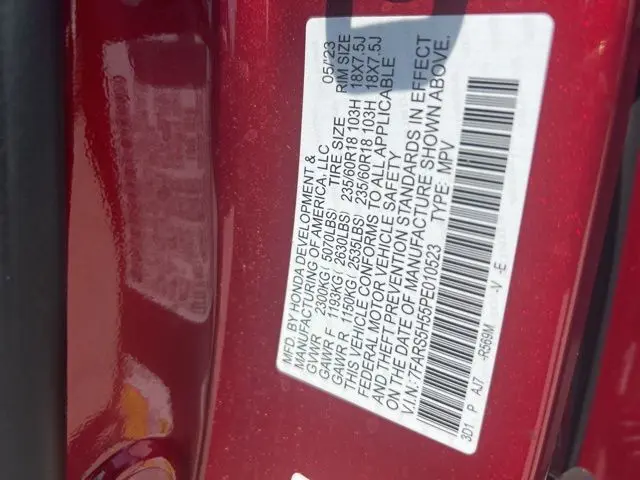 MFD. BY HONDA DEVELOPMENT & 05/23
MANUFACTURING OF AMERICA, LLC
GVWR 2300KG( 5070LBS) TIRE SIZE RIM SIZE
GAWR F 1193KG( 2630LBS) 235/60R18 103H 18X7.5J
GAWR R 1150KG( 2535LBS) 235/60R18 103H 18X7.5J
THIS VEHICLE CONFORMS TO ALL APPLICABLE
FEDERAL MOTOR VEHICLE SAFETY
AND THEFT PREVENTION STANDARDS IN EFFECT
ON THE DATE OF MANUFACTURE SHOWN ABOVE.
V.I.N: 7FARS5H55PE010523 TYPE: MPV
3D1 P AJ7 -R569M -V -E